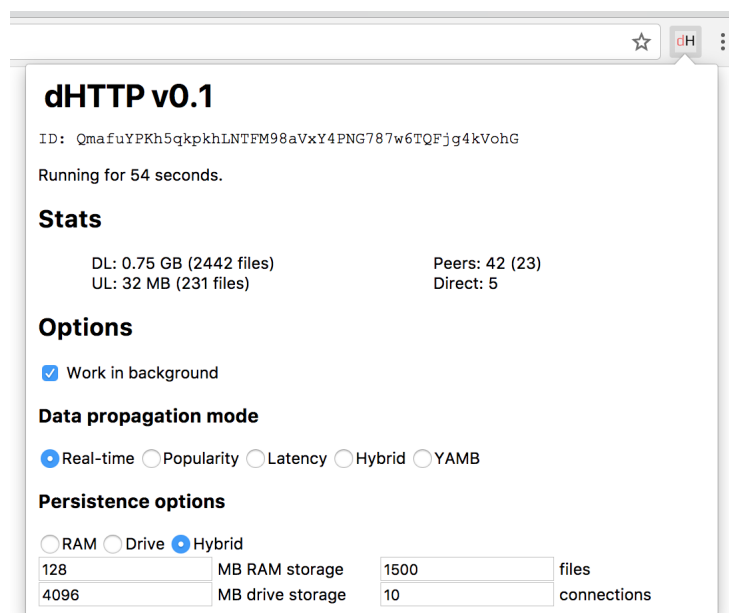 dH
dHTTP v0.1
ID: QmafuYPKh5qkpkhLNTFM98aVxY4PNG787w6TQFjg4kVohG
Running for 54 seconds.
Stats
DL: 0.75 GB (2442 files) Peers: 42 (23)
UL: 32 MB (231 files) Direct: 5
Options
Work in background
Data propagation mode
Real-time Popularity Latency Hybrid YAMB
Persistence options
RAM Drive Hybrid
128 MB RAM storage 1500 files
4096 MB drive storage 10 connections